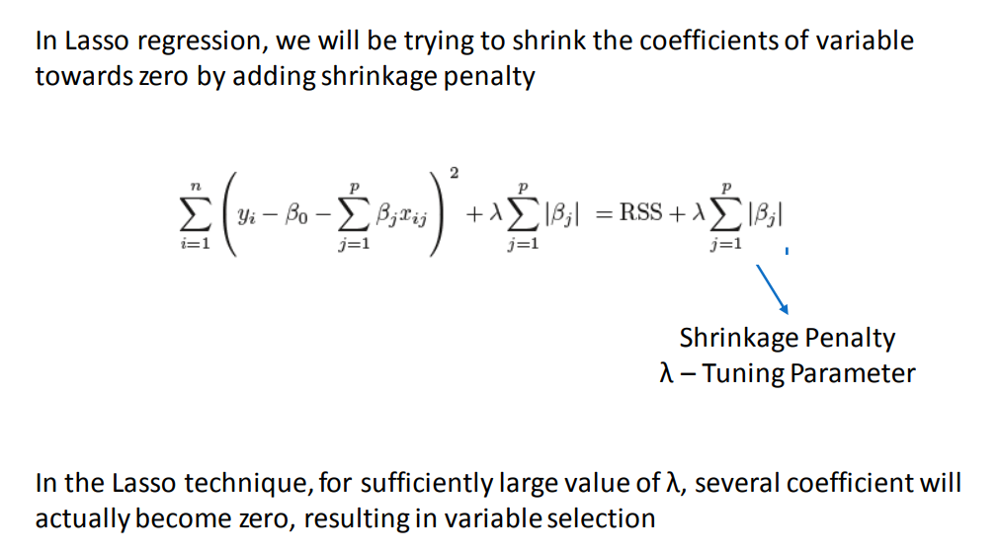 In Lasso regression, we will be trying to shrink the coefficients of variable
towards zero by adding shrinkage penalty
$$\sum_{i=1}^{n}\left(y_i-\beta_0-\sum_{j=1}^{p}\beta_j x_{ij}\right)^2+\lambda\sum_{j=1}^{p}|\beta_j| = \text{RSS}+\lambda\sum_{j=1}^{p}|\beta_j|$$
Shrinkage Penalty
λ – Tuning Parameter
In the Lasso technique, for sufficiently large value of λ, several coefficient will
actually become zero, resulting in variable selection